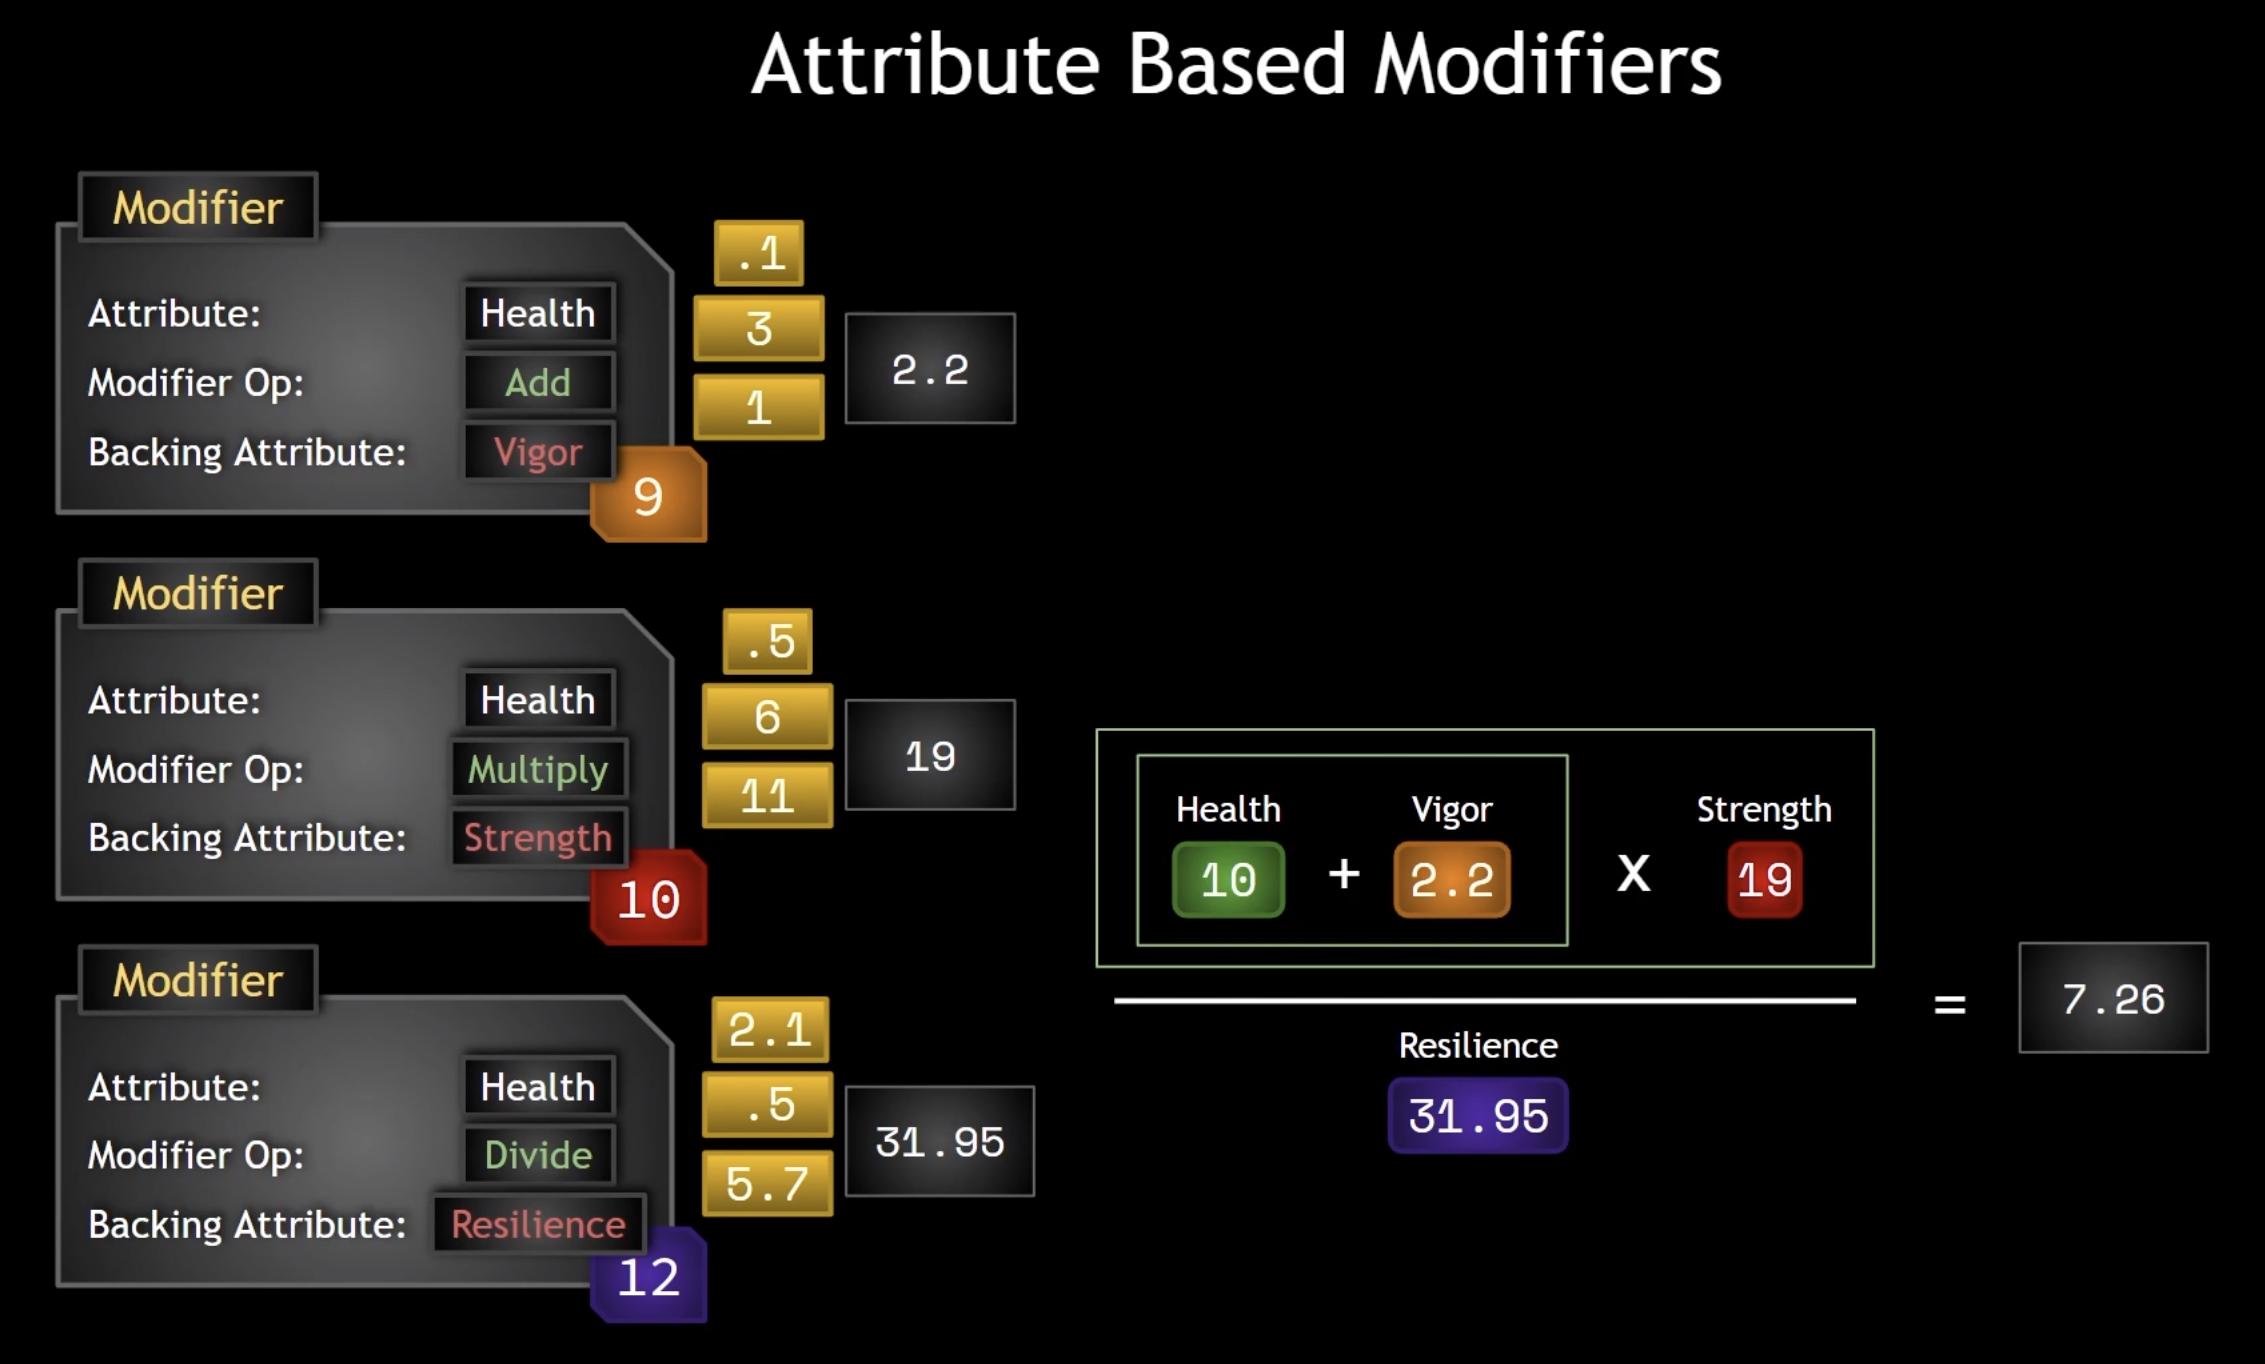 Attribute Based Modifiers
Modifier
Attribute: Health
Modifier Op: Add
Backing Attribute: Vigor
9
.1
3
1
2.2
Modifier
Attribute: Health
Modifier Op: Multiply
Backing Attribute: Strength
10
.5
6
11
19
Modifier
Attribute: Health
Modifier Op: Divide
Backing Attribute: Resilience
12
2.1
.5
5.7
31.95
Health Vigor Strength
10 + 2.2 X 19
Resilience
31.95
= 7.26